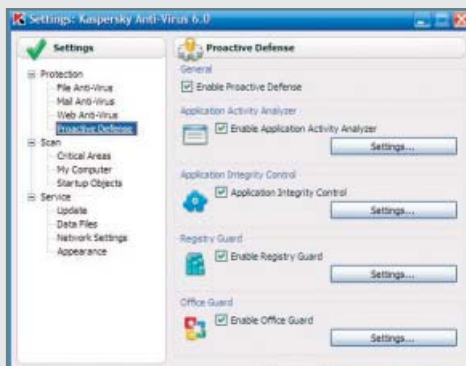 Settings: Kaspersky Anti-Virus 6.0
Settings
Protection
File Anti-Virus
Mail Anti-Virus
Web Anti-Virus
Proactive Defense
Scan
Critical Areas
My Computer
Startup Objects
Service
Update
Data Files
Network Settings
Appearance
Proactive Defense
General
Enable Proactive Defense
Application Activity Analyzer
Enable Application Activity Analyzer
Settings...
Application Integrity Control
Application Integrity Control
Settings...
Registry Guard
Enable Registry Guard
Settings...
Office Guard
Enable Office Guard
Settings...